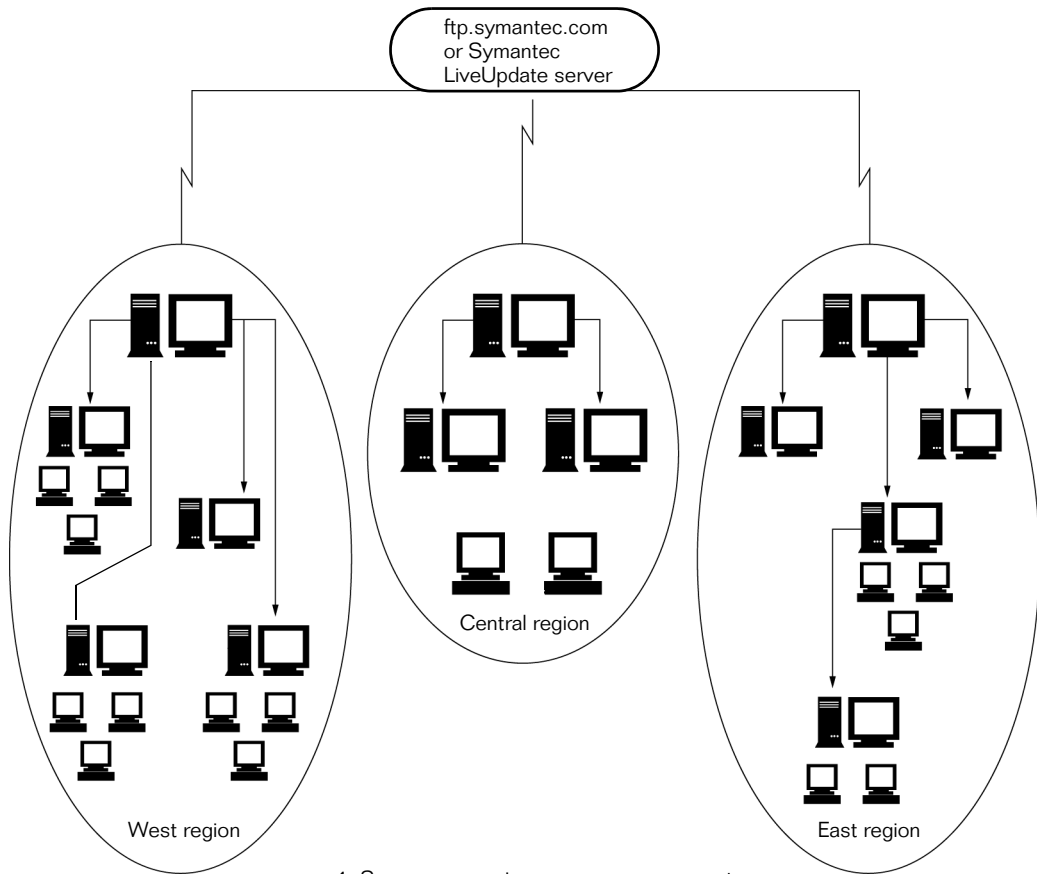 ftp.symantec.com
or Symantec
LiveUpdate server
Central region
West region
East region